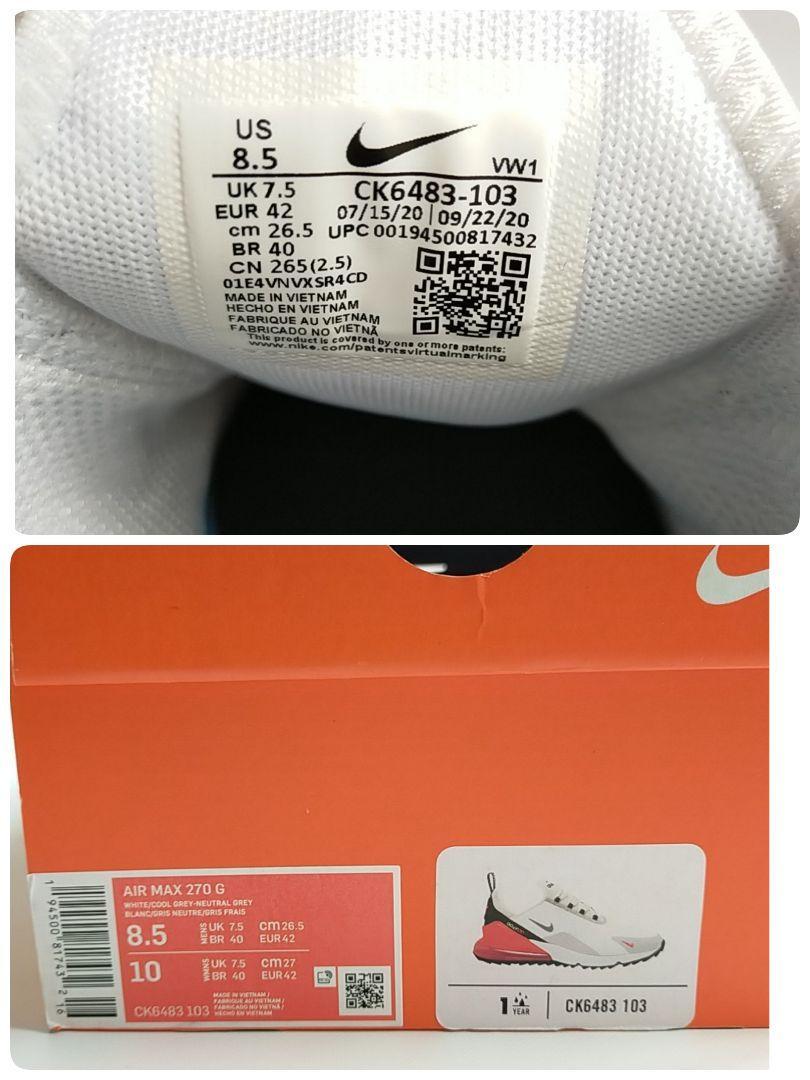 US
8.5
VW1
UK 7.5
CK6483-103
EUR 42
07/15/20 | 09/22/20
cm 26.5
UPC 00194500817432
BR 40
CN 265(2.5)
01E4VNVXSR4CD
MADE IN VIETNAM
HECHO EN VIETNAM
FABRIQUE AU VIETNAM
FABRICADO NO VIETNÃ
This product is covered by one or more patents:
www.nike.com/patentsvirtualmarking
1 94500 81743 2 16
AIR MAX 270 G
WHITE/COOL GREY-NEUTRAL GREY
BLANC/GRIS NEUTRE/GRIS FRAIS
8.5 MENS UK 7.5 cm 26.5
BR 40 EUR 42
10 WMNS UK 7.5 cm 27
BR 40 EUR 42
MADE IN VIETNAM /
FABRIQUE AU VIETNAM /
FABRICADO NO VIETNÃ /
HECHO EN VIETNAM
CK6483 103
1 YEAR | CK6483 103